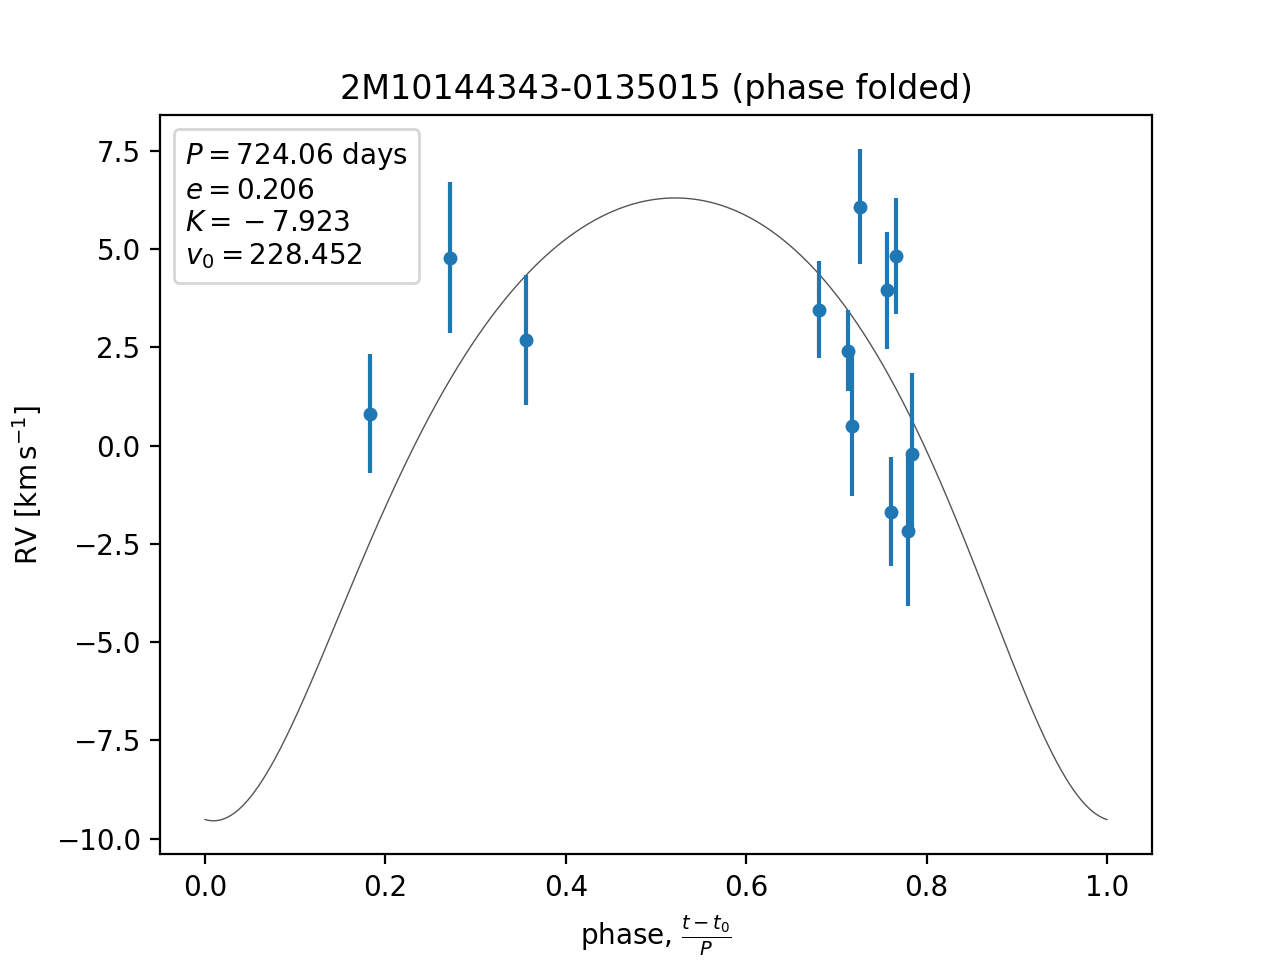 2M10144343-0135015 (phase folded)
P = 724.06 days
e = 0.206
K = −7.923
v₀ = 228.452
7.5
5.0
2.5
0.0
−2.5
−5.0
−7.5
−10.0
RV [km s⁻¹]
0.0 0.2 0.4 0.6 0.8 1.0
phase, (t − t₀)/P